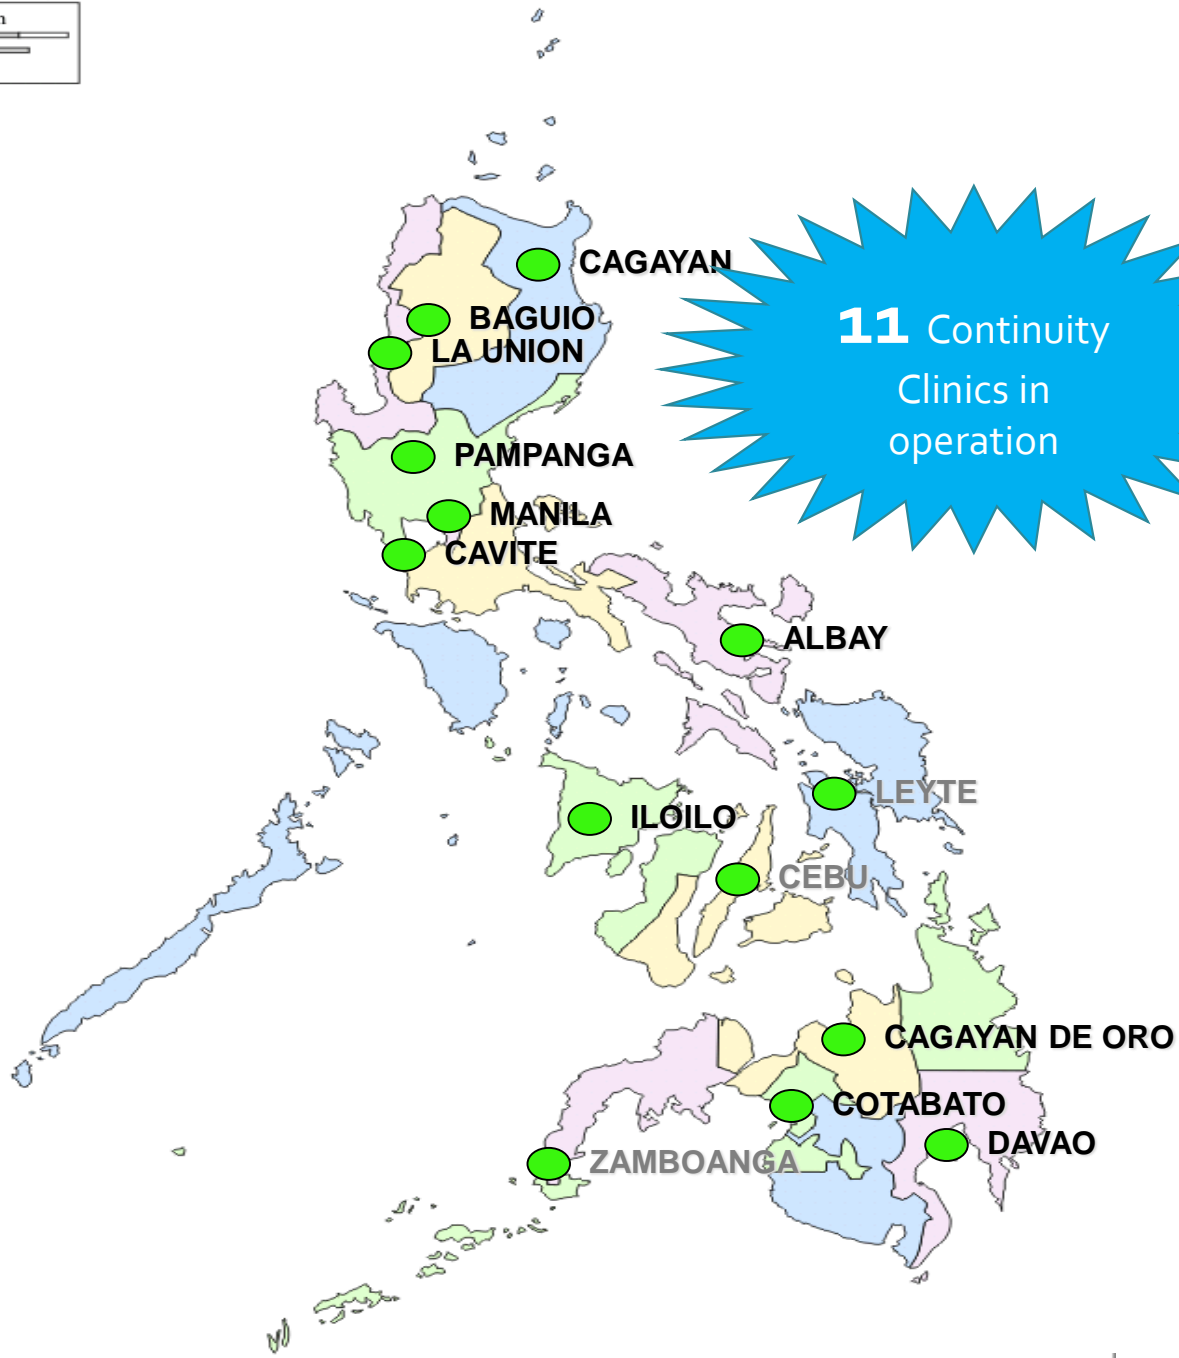 CAGAYAN
BAGUIO
LA UNION
11 Continuity
Clinics in
operation
PAMPANGA
MANILA
CAVITE
ALBAY
LEYTE
ILOILO
CEBU
CAGAYAN DE ORO
COTABATO
DAVAO
ZAMBOANGA